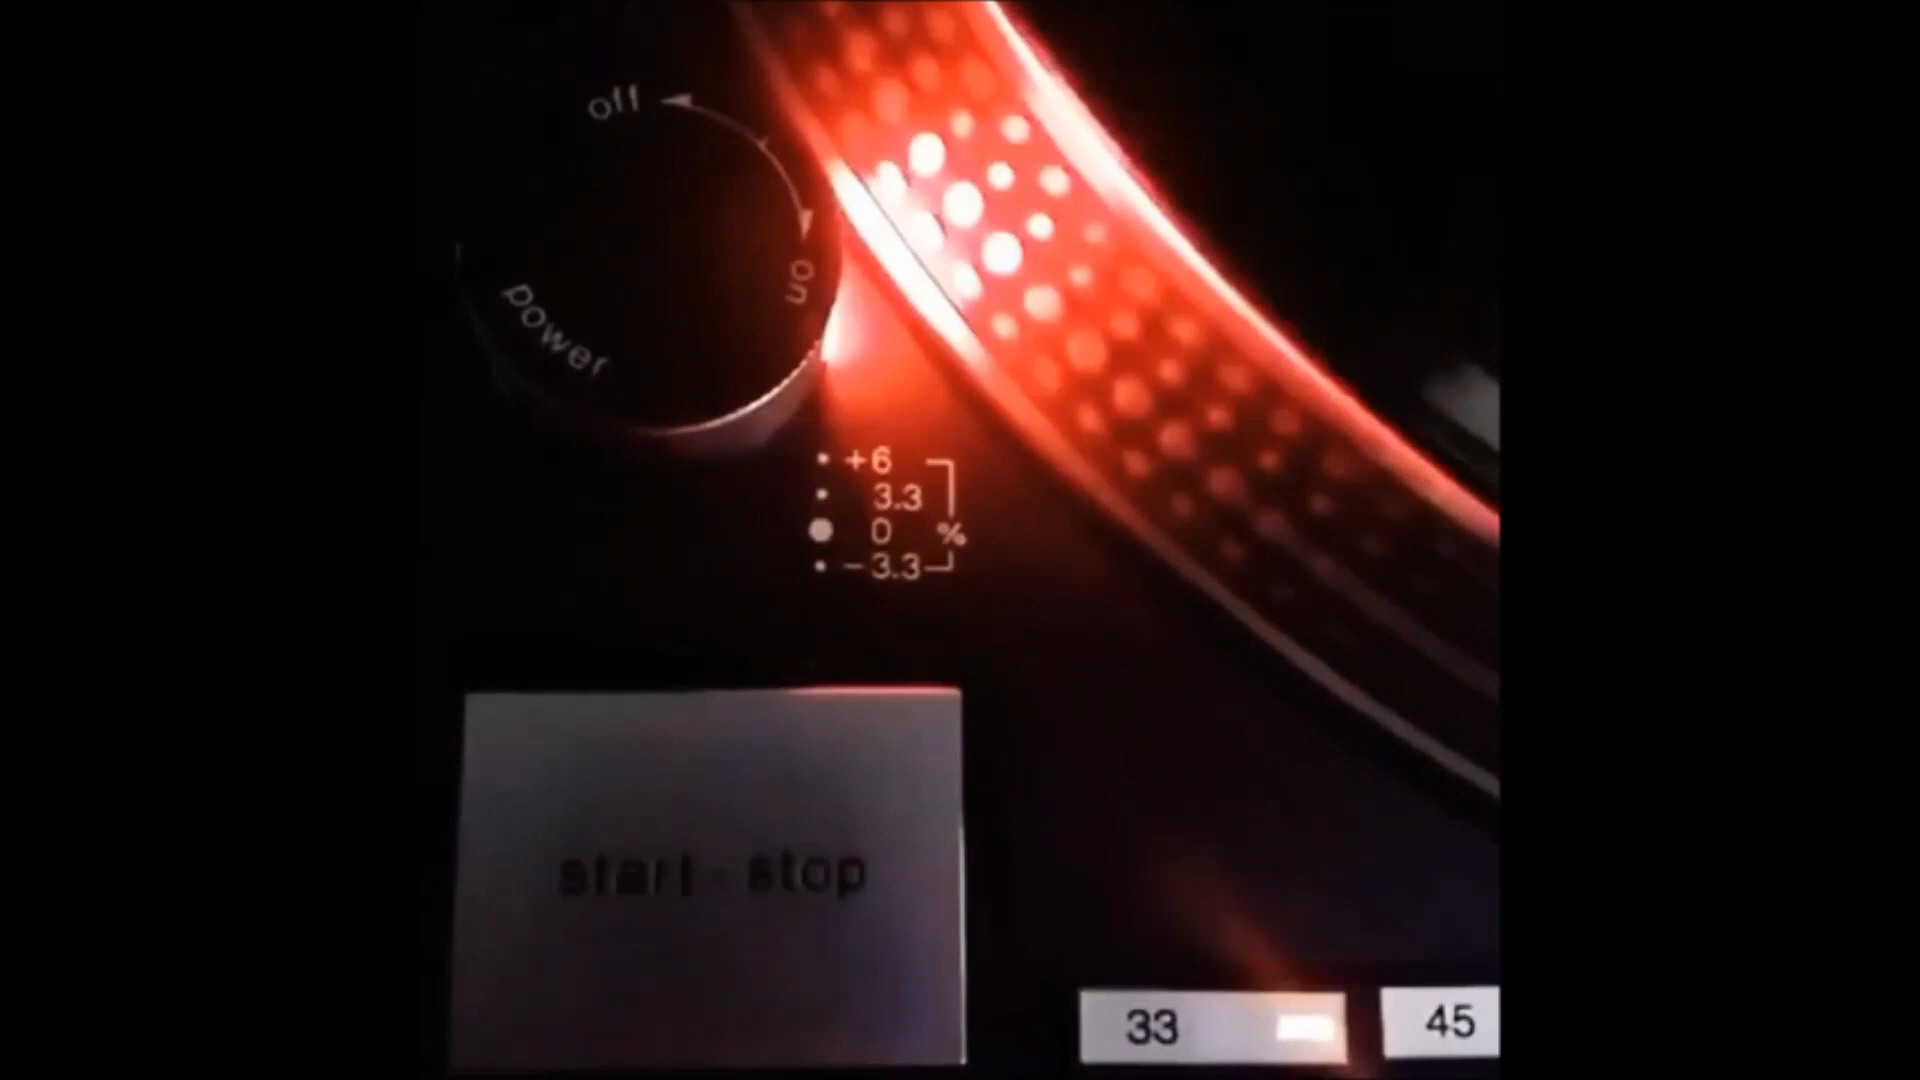 off
on
power
+6
3.3
0 %
−3.3
start · stop
33
45